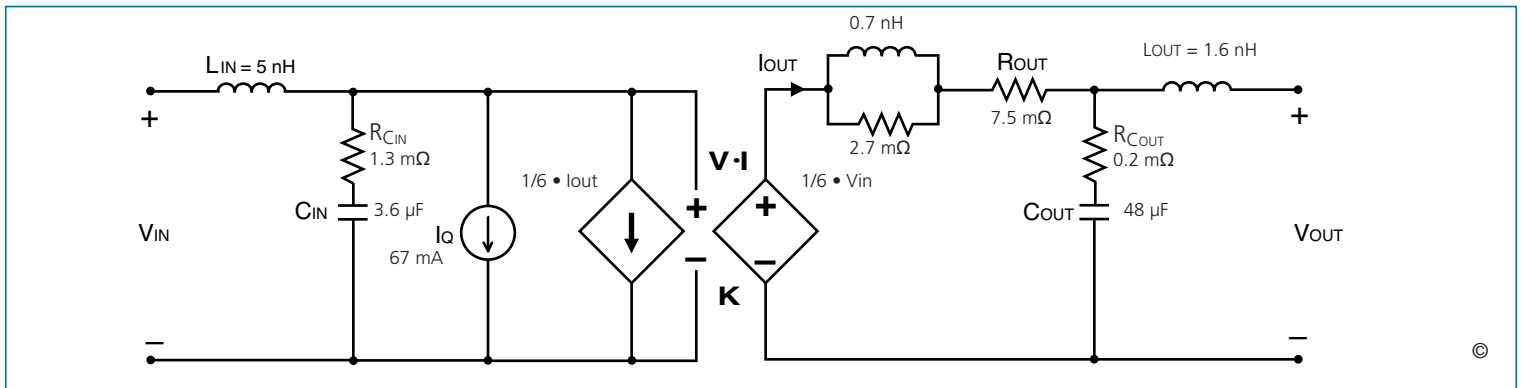 0.7 nH
LIN = 5 nH
IOUT
ROUT
LOUT = 1.6 nH
+
+
RCIN
1.3 mΩ
2.7 mΩ
7.5 mΩ
RCOUT
0.2 mΩ
V•I
1/6 • Iout
1/6 • Vin
+
+
CIN
3.6 µF
COUT
48 µF
VIN
IQ
67 mA
VOUT
–
–
K
–
–
©